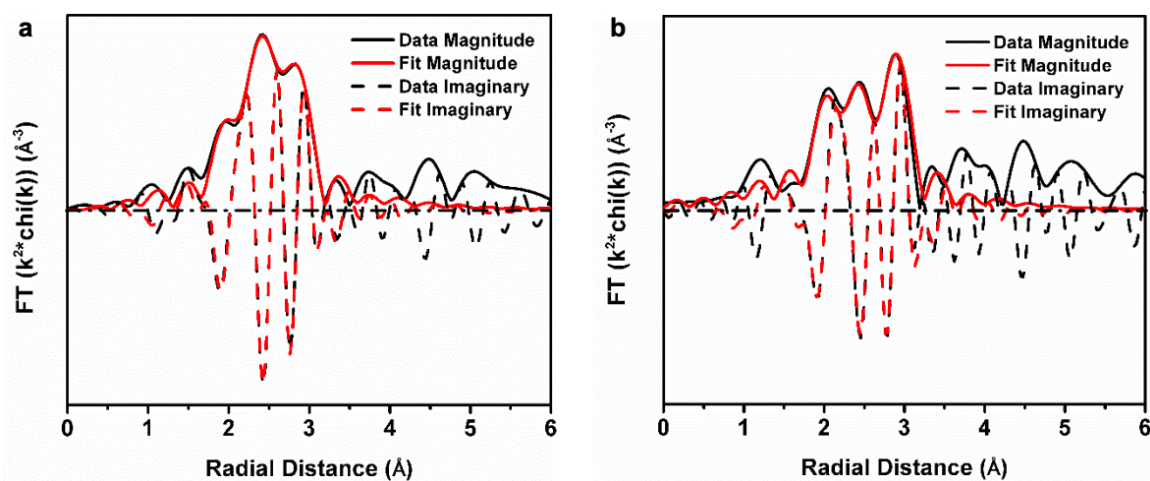 a
Data Magnitude
Fit Magnitude
Data Imaginary
Fit Imaginary
FT (k²*chi(k)) (Å⁻³)
0 1 2 3 4 5 6
Radial Distance (Å)
b
Data Magnitude
Fit Magnitude
Data Imaginary
Fit Imaginary
FT (k²*chi(k)) (Å⁻³)
0 1 2 3 4 5 6
Radial Distance (Å)